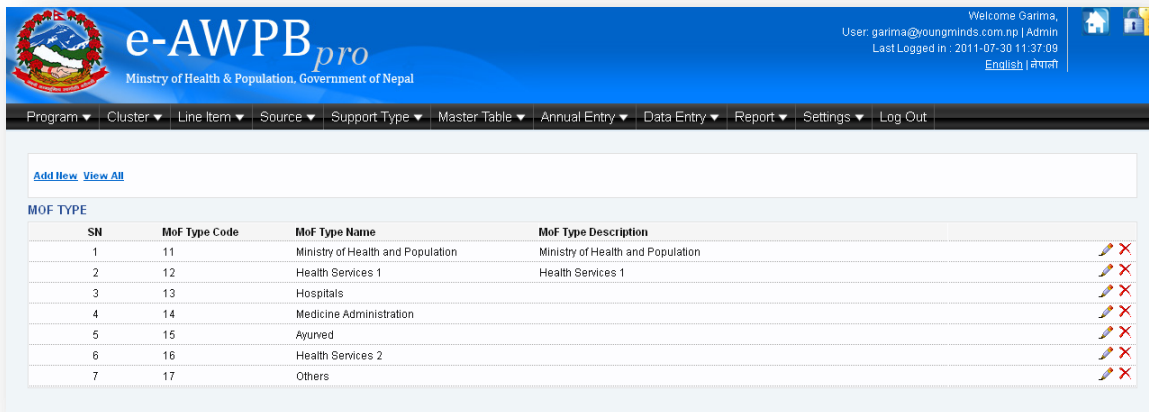 e-AWPB pro
Minstry of Health & Population, Government of Nepal
Welcome Garima,
User: garima@youngminds.com.np | Admin
Last Logged in : 2011-07-30 11:37:09
English | नेपाली
Program ▼ Cluster ▼ Line Item ▼ Source ▼ Support Type ▼ Master Table ▼ Annual Entry ▼ Data Entry ▼ Report ▼ Settings ▼ Log Out
Add New View All
MOF TYPE
SN MoF Type Code MoF Type Name MoF Type Description
1 11 Ministry of Health and Population Ministry of Health and Population
2 12 Health Services 1 Health Services 1
3 13 Hospitals
4 14 Medicine Administration
5 15 Ayurved
6 16 Health Services 2
7 17 Others